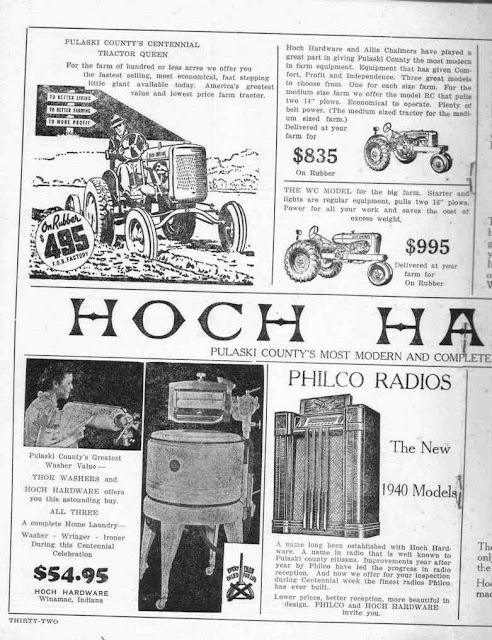 PULASKI COUNTY'S CENTENNIAL
TRACTOR QUEEN
For the farm of hundred or less acres we offer you
the fastest selling, most economical, fast stepping
little giant available today. America's greatest
value and lowest price farm tractor.
TO BETTER LIVING
TO BETTER FARMING
TO MORE PROFIT
On Rubber
$495
F.O.B. FACTORY
Hoch Hardware and Allis Chalmers have played a
great part in giving Pulaski County the most modern
in farm equipment. Equipment that has given Com-
fort, Profit and Independence. Three great models
to choose from. One for each size farm. For the
medium size farm we offer the model RC that pulls
two 14" plows. Economical to operate. Plenty of
belt power. (The medium sized tractor for the medi-
um sized farm.)
Delivered at your
farm for
$835
On Rubber
THE WC MODEL for the big farm. Starter and
lights are regular equipment, pulls two 16" plows.
Power for all your work and saves the cost of
excess weight.
$995
Delivered at your
farm for
On Rubber
HOCH HA
PULASKI COUNTY'S MOST MODERN AND COMPLETE
Pulaski County's Greatest
Washer Value—
THOR WASHERS and
HOCH HARDWARE offers
you this astounding buy.
ALL THREE
A complete Home Laundry—
Washer - Wringer - Ironer
During this Centennial
Celebration
$54.95
HOCH HARDWARE
Winamac, Indiana
PHILCO RADIOS
The New
1940 Models
A name long been established with Hoch Hard-
ware. A name in radio that is well known to
Pulaski county citizens. Improvements year after
year by Philco have led the progress in radio
reception. And now we offer for your inspection
during Centennial week the finest radios Philco
has ever built.
Lower prices, better reception, more beautiful in
design. PHILCO and HOCH HARDWARE
invite you.
The
only
the
Hoc
mac
THIRTY-TWO